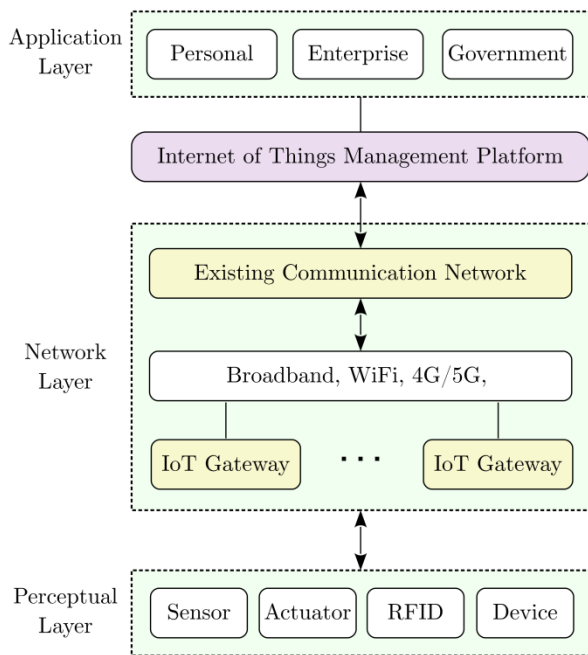 Application
Layer
Personal
Enterprise
Government
Internet of Things Management Platform
Existing Communication Network
Network
Layer
Broadband, WiFi, 4G/5G,
IoT Gateway
. . .
IoT Gateway
Perceptual
Layer
Sensor
Actuator
RFID
Device